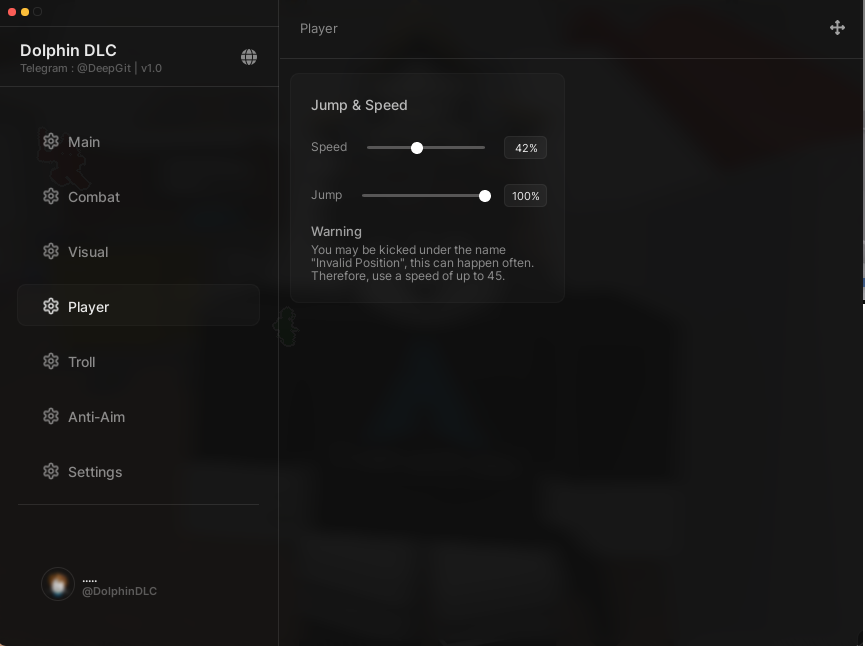 Dolphin DLC
Telegram : @DeepGit | v1.0
Main
Combat
Visual
Player
Troll
Anti-Aim
Settings
.....
@DolphinDLC
Player
Jump & Speed
Speed 42%
Jump 100%
Warning
You may be kicked under the name
"Invalid Position", this can happen often.
Therefore, use a speed of up to 45.